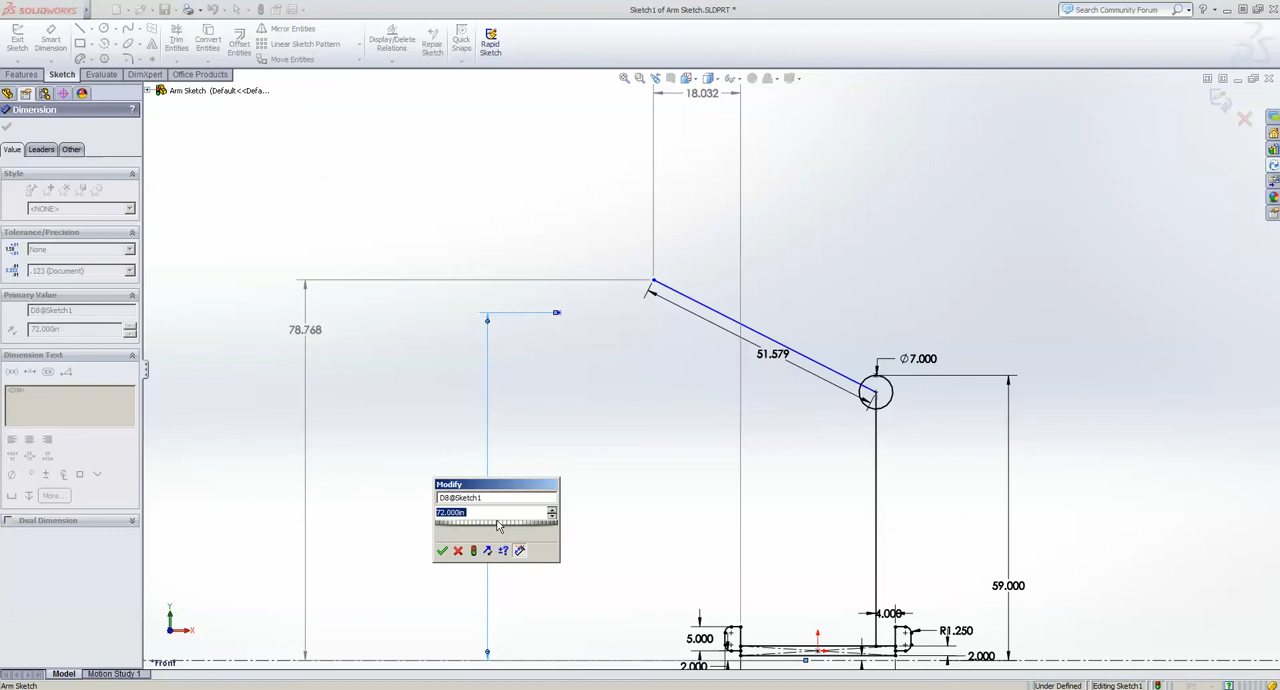 SOLIDWORKS
Sketch1 of Arm Sketch.SLDPRT *
Search Community Forum
Exit Sketch
Smart Dimension
Trim Entities
Convert Entities
Offset Entities
Mirror Entities
Linear Sketch Pattern
Move Entities
Display/Delete Relations
Repair Sketch
Quick Snaps
Rapid Sketch
Features
Sketch
Evaluate
DimXpert
Office Products
Arm Sketch (Default<<Defa...
Dimension
?
Value
Leaders
Other
Style
<NONE>
Tolerance/Precision
None
.123 (Document)
Primary Value
D8@Sketch1
72.000in
Dimension Text
<DIM>
More...
Dual Dimension
18.032
78.768
51.579
Ø7.000
59.000
4.000
R1.250
5.000
2.000
2.000
Modify
D8@Sketch1
72.000in
Y
X
*Front
Model
Motion Study 1
Arm Sketch
Under Defined
Editing Sketch1
IPS